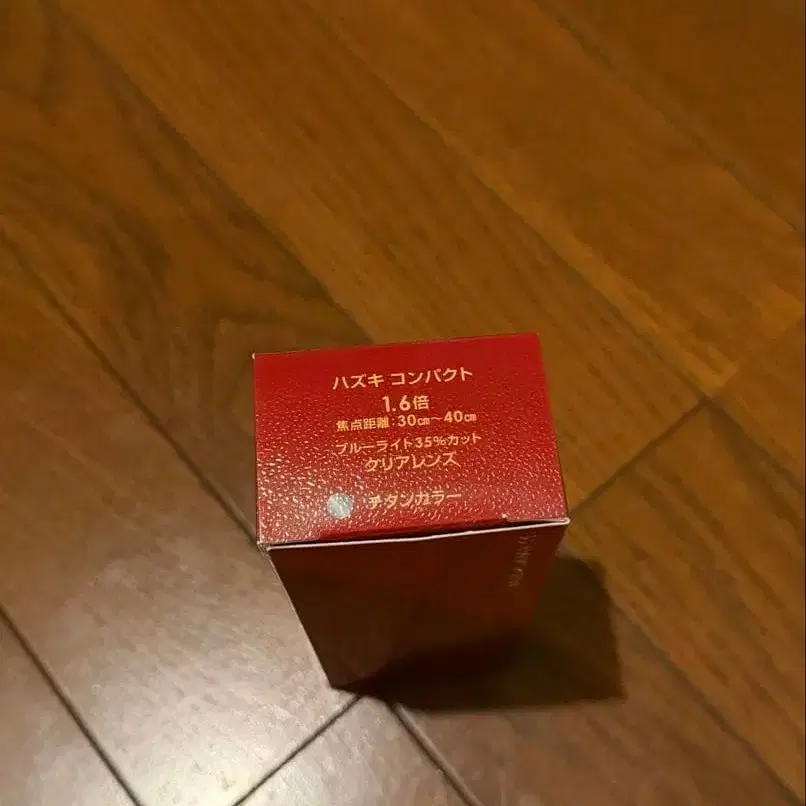 ハズキ コンパクト
1.6倍
焦点距離:30㎝～40㎝
ブルーライト35%カット
クリアレンズ
チタンカラー